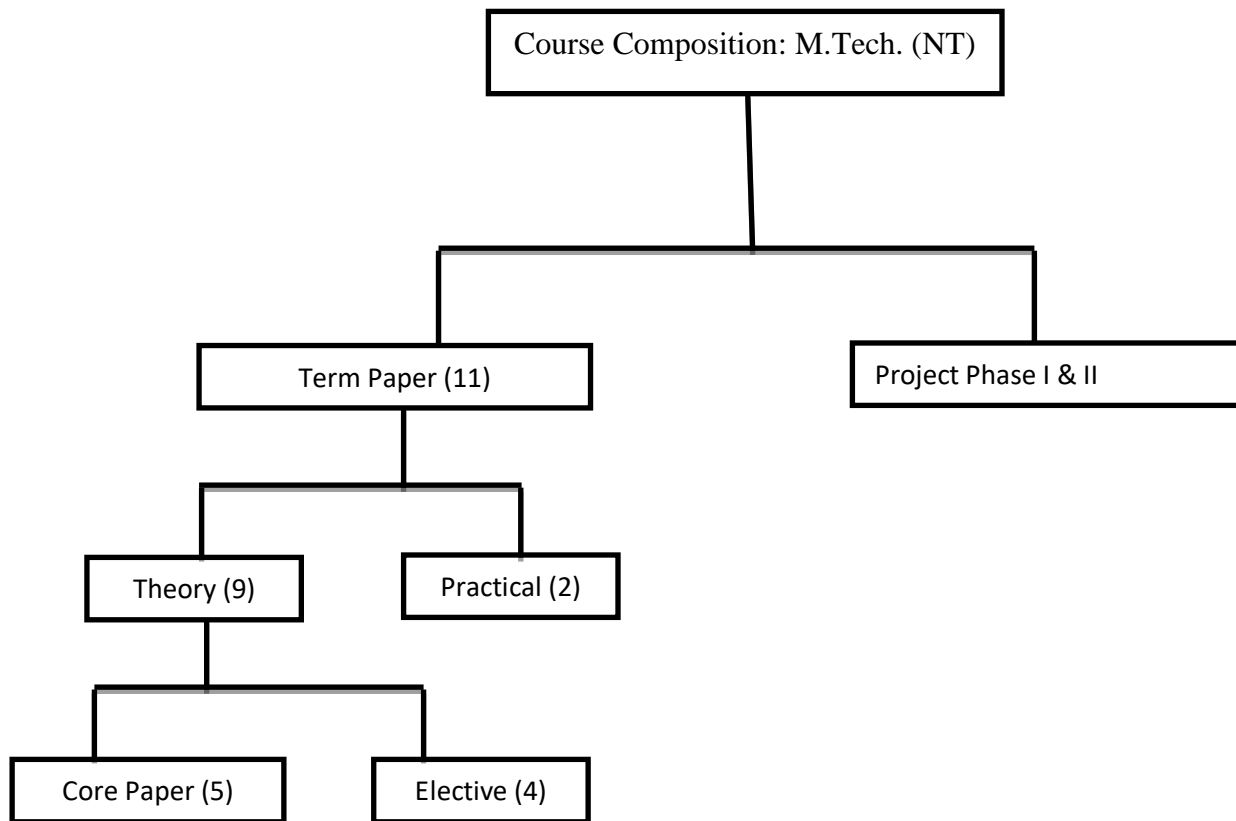 Course Composition: M.Tech. (NT)
Term Paper (11)
Project Phase I & II
Theory (9)
Practical (2)
Core Paper (5)
Elective (4)